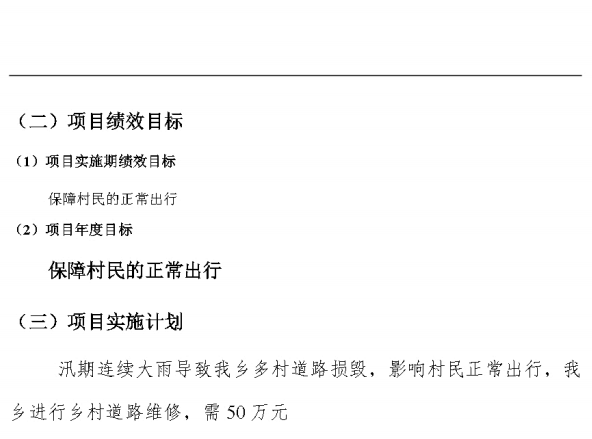 （二）项目绩效目标
（1）项目实施期绩效目标
保障村民的正常出行
（2）项目年度目标
保障村民的正常出行
（三）项目实施计划
汛期连续大雨导致我乡多村道路损毁，影响村民正常出行，我
乡进行乡村道路维修，需 50 万元